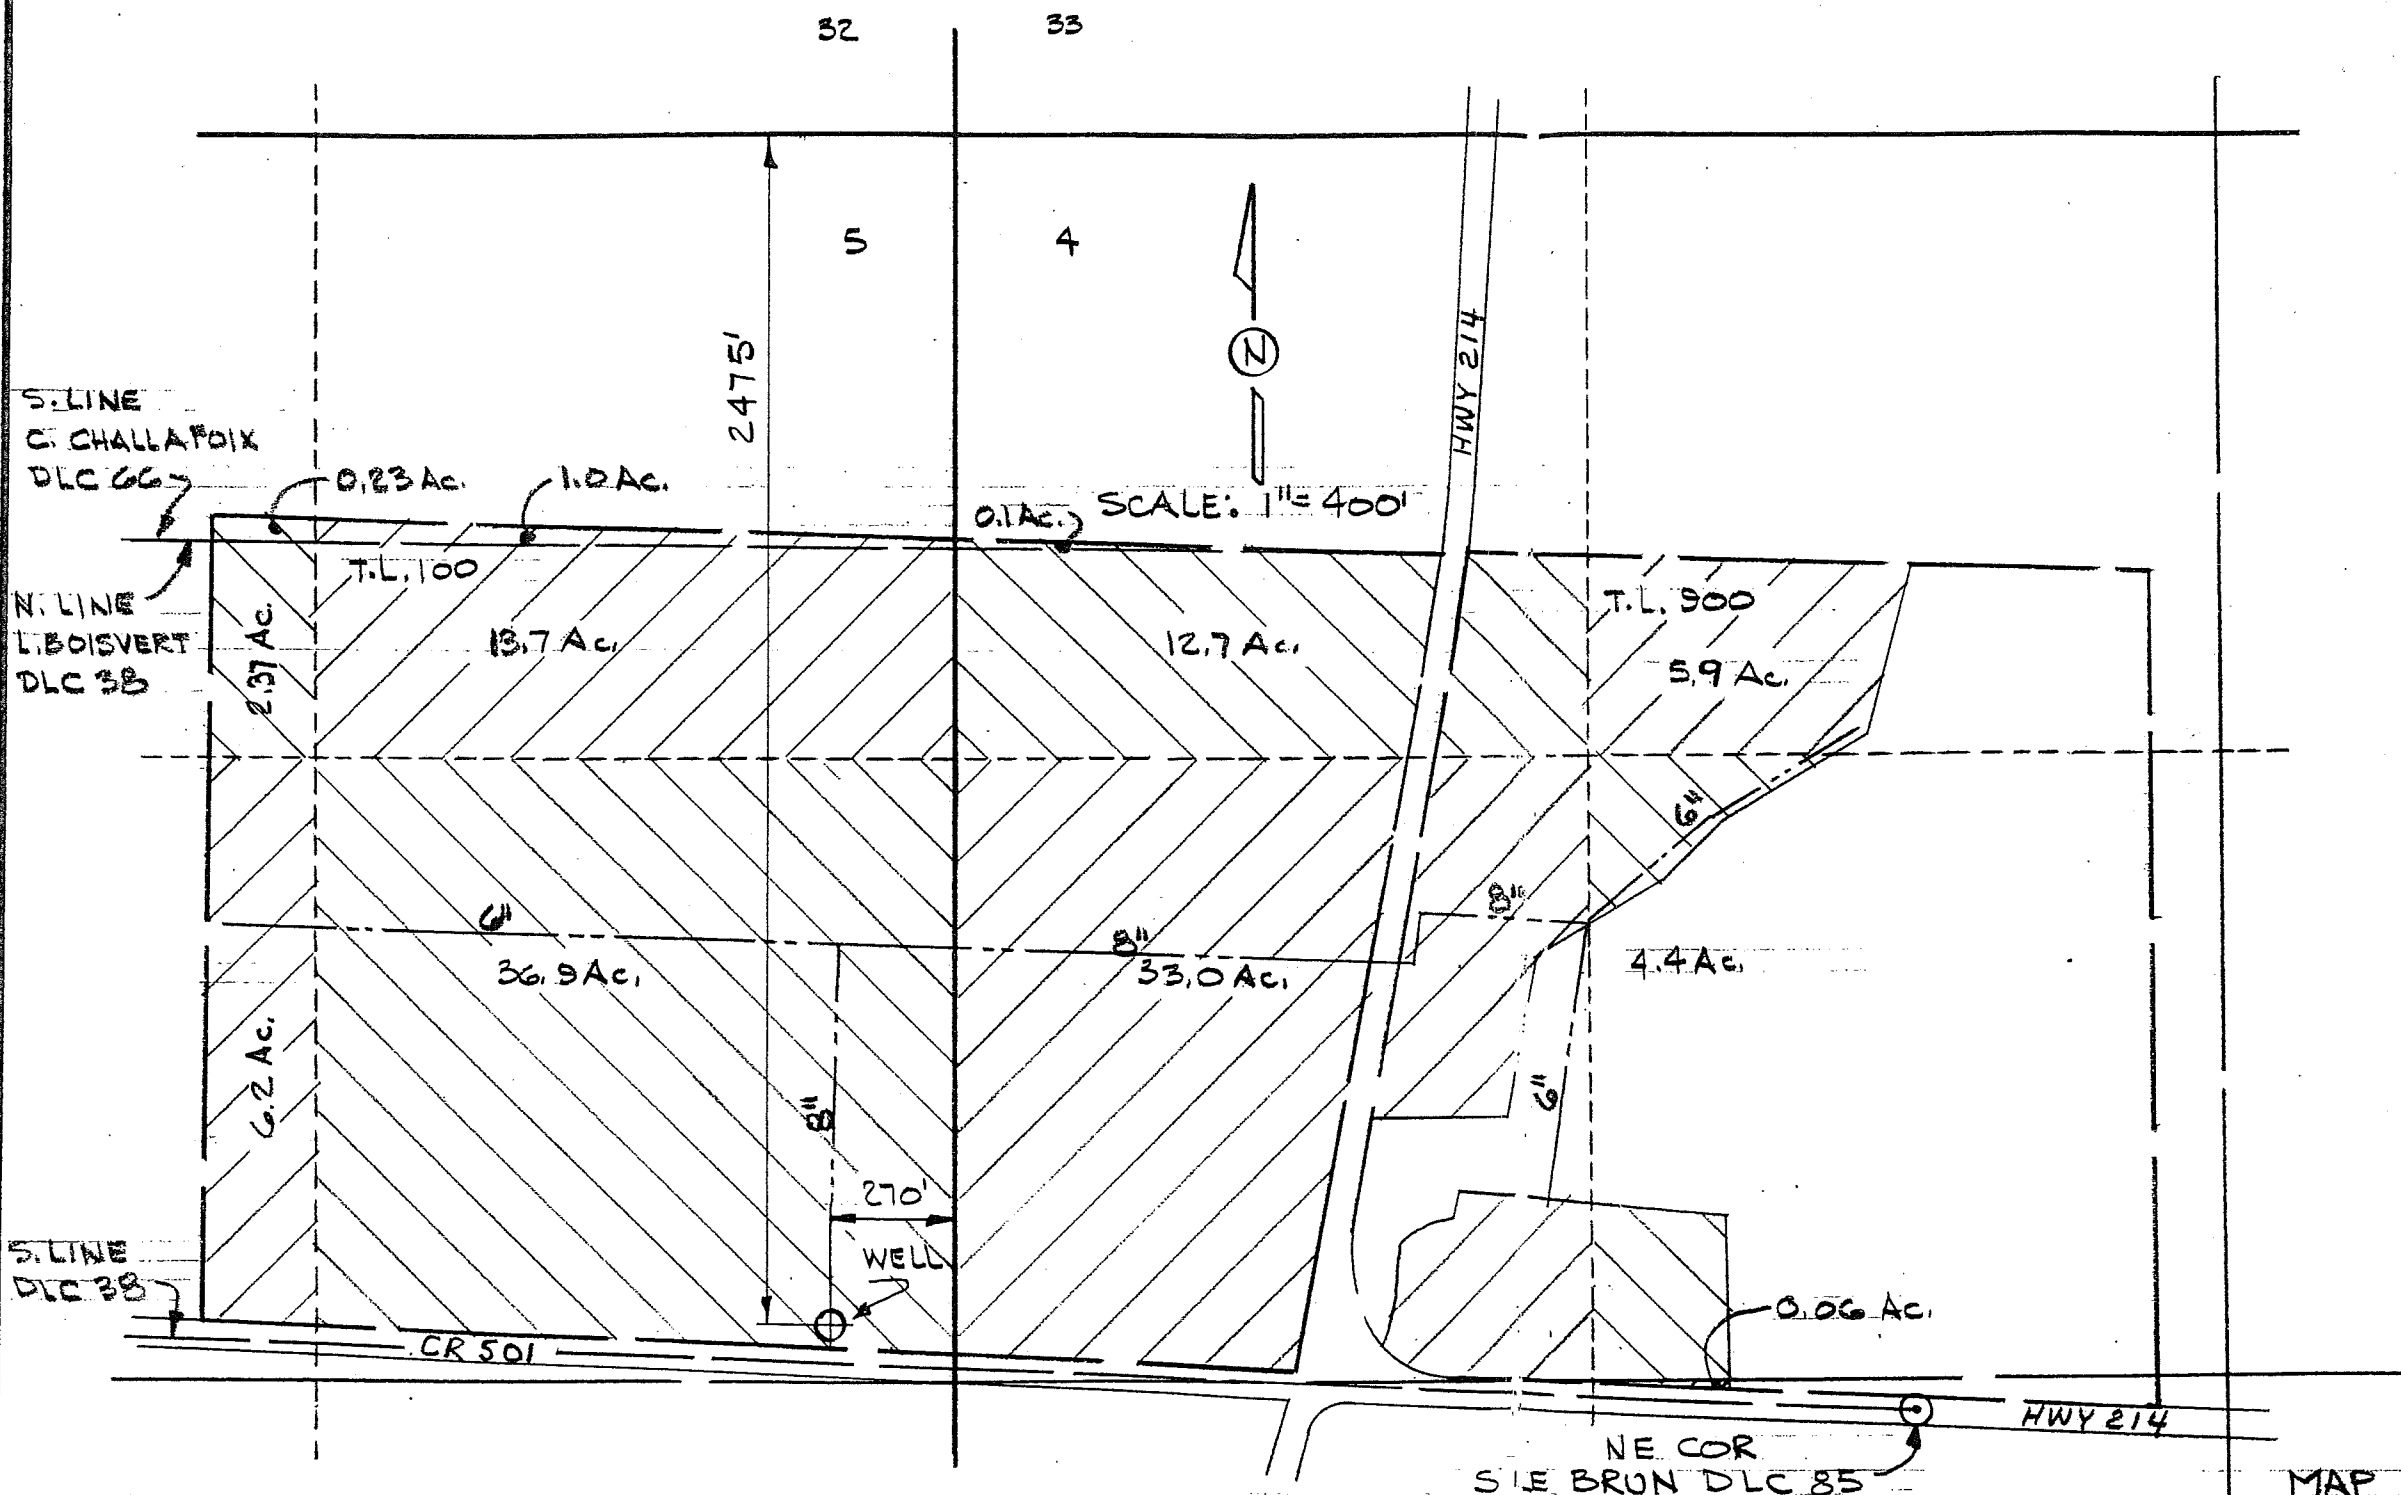 32
33
5
4
2475'
HWY 214
S. LINE
C. CHALLAFOIX
DLC 66
0.23 Ac.
1.0 Ac.
0.1 Ac.
SCALE: 1"= 400'
T.L. 100
T.L. 900
N. LINE
L. BOISVERT
DLC 38
2.37 Ac.
13.7 Ac.
12.7 Ac.
5.9 Ac.
6"
6"
8"
8"
36.9 Ac.
33.0 Ac.
4.4 Ac.
6.2 Ac.
8"
6"
270'
WELL
S. LINE
DLC 38
CR 501
0.06 Ac.
HWY 214
NE COR
S LE BRUN DLC 85
MAP
N